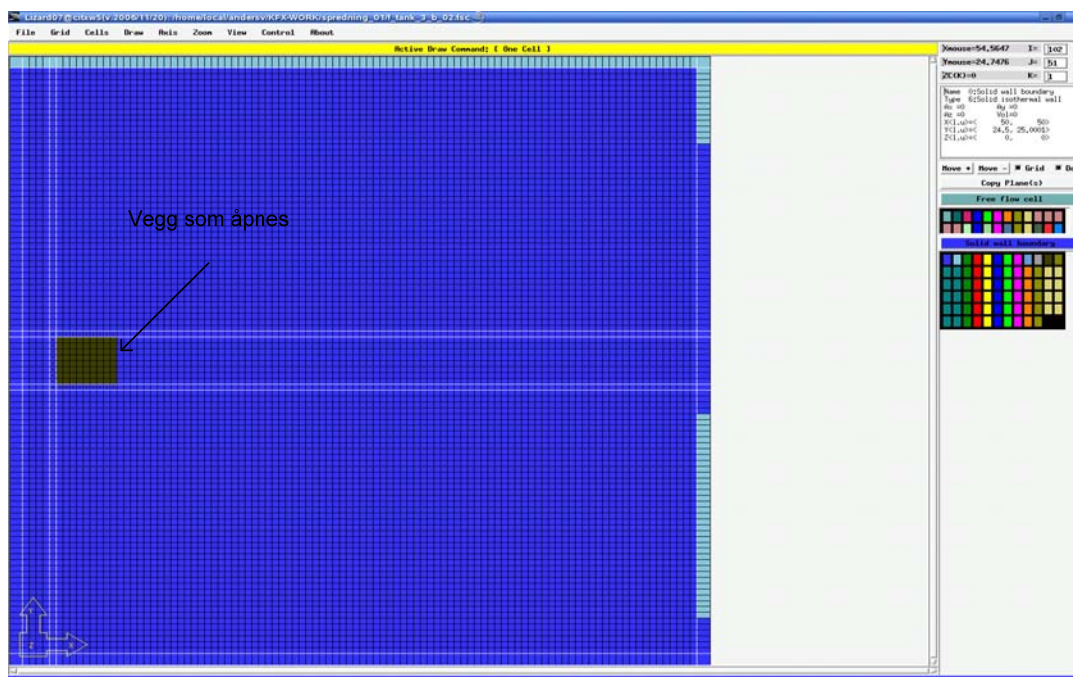 Lizard07@citxw5(v.2006/11/20): /home/local/andersv/KFX-WORK/spredning_01/f_tank_3_b_02.fsc
File Grid Cells Draw Axis Zoom View Control About
Active Draw Command: [ One Cell ]
Xmouse=54,5647 I= 102
Ymouse=24,7476 J= 51
ZC(K)=0 K= 1
Name 0:Solid wall boundary
Type 6:Solid isothermal wall
Ax =0 Ay =0
Az =0 Vol=0
X(l,u)=( 50, 50)
Y(l,u)=( 24,5, 25,0001)
Z(l,u)=( 0, 0)
Move + Move - Grid
Copy Plane(s)
Free flow cell
Solid wall boundary
Vegg som åpnes
Y
Z X